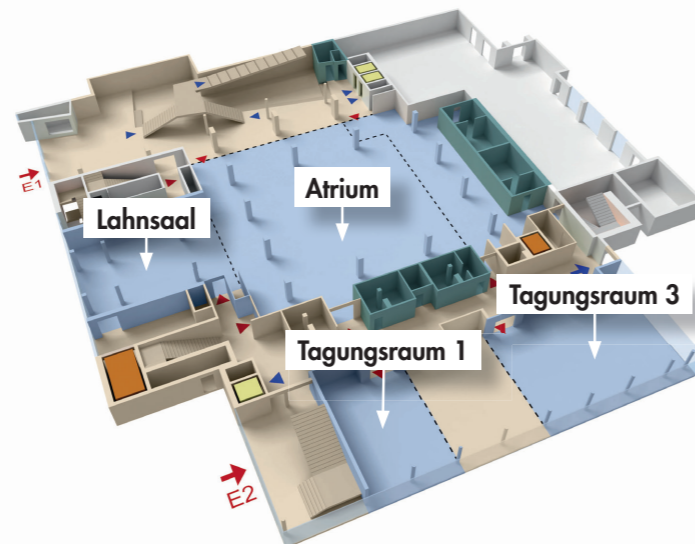 E1
Atrium
Lahnsaal
Tagungsraum 3
Tagungsraum 1
E2